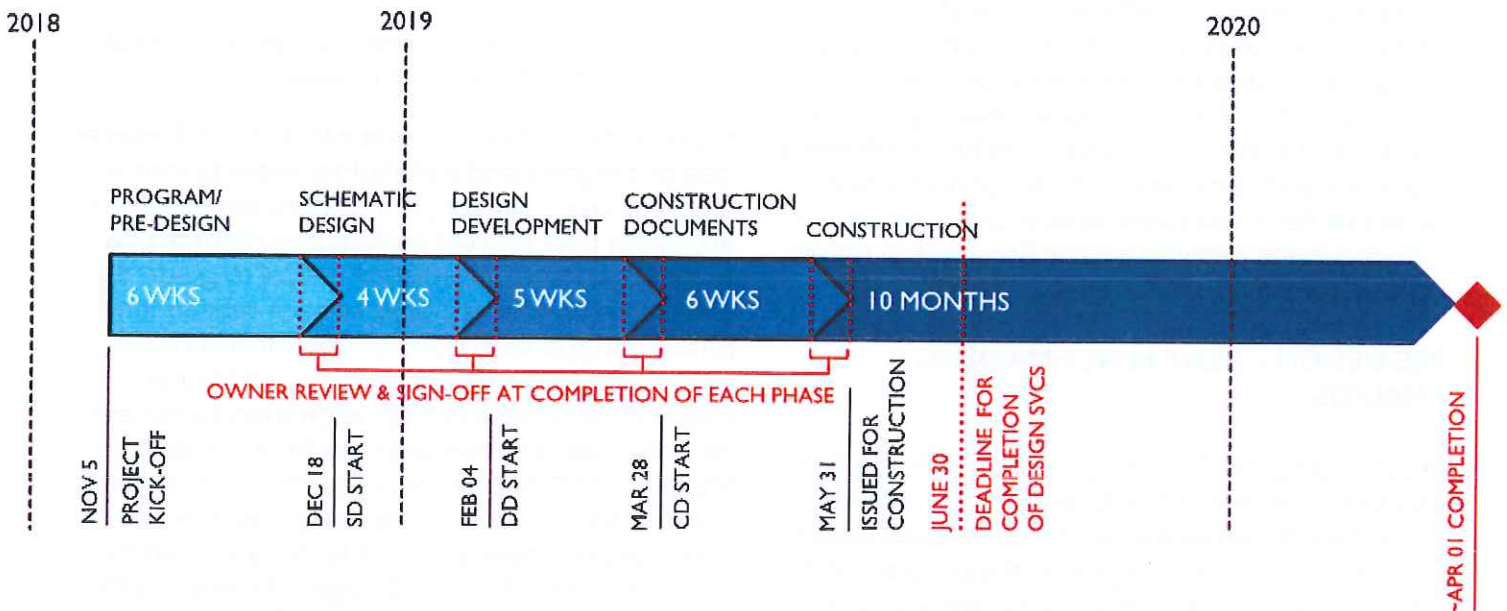 2018
2019
2020
PROGRAM/
PRE-DESIGN
SCHEMATIC
DESIGN
DESIGN
DEVELOPMENT
CONSTRUCTION
DOCUMENTS
CONSTRUCTION
6 WKS
4 WKS
5 WKS
6 WKS
10 MONTHS
OWNER REVIEW & SIGN-OFF AT COMPLETION OF EACH PHASE
NOV 5
PROJECT
KICK-OFF
DEC 18
SD START
FEB 04
DD START
MAR 28
CD START
MAY 31
ISSUED FOR
CONSTRUCTION
JUNE 30
DEADLINE FOR
COMPLETION
OF DESIGN SVCS
~APR 01 COMPLETION